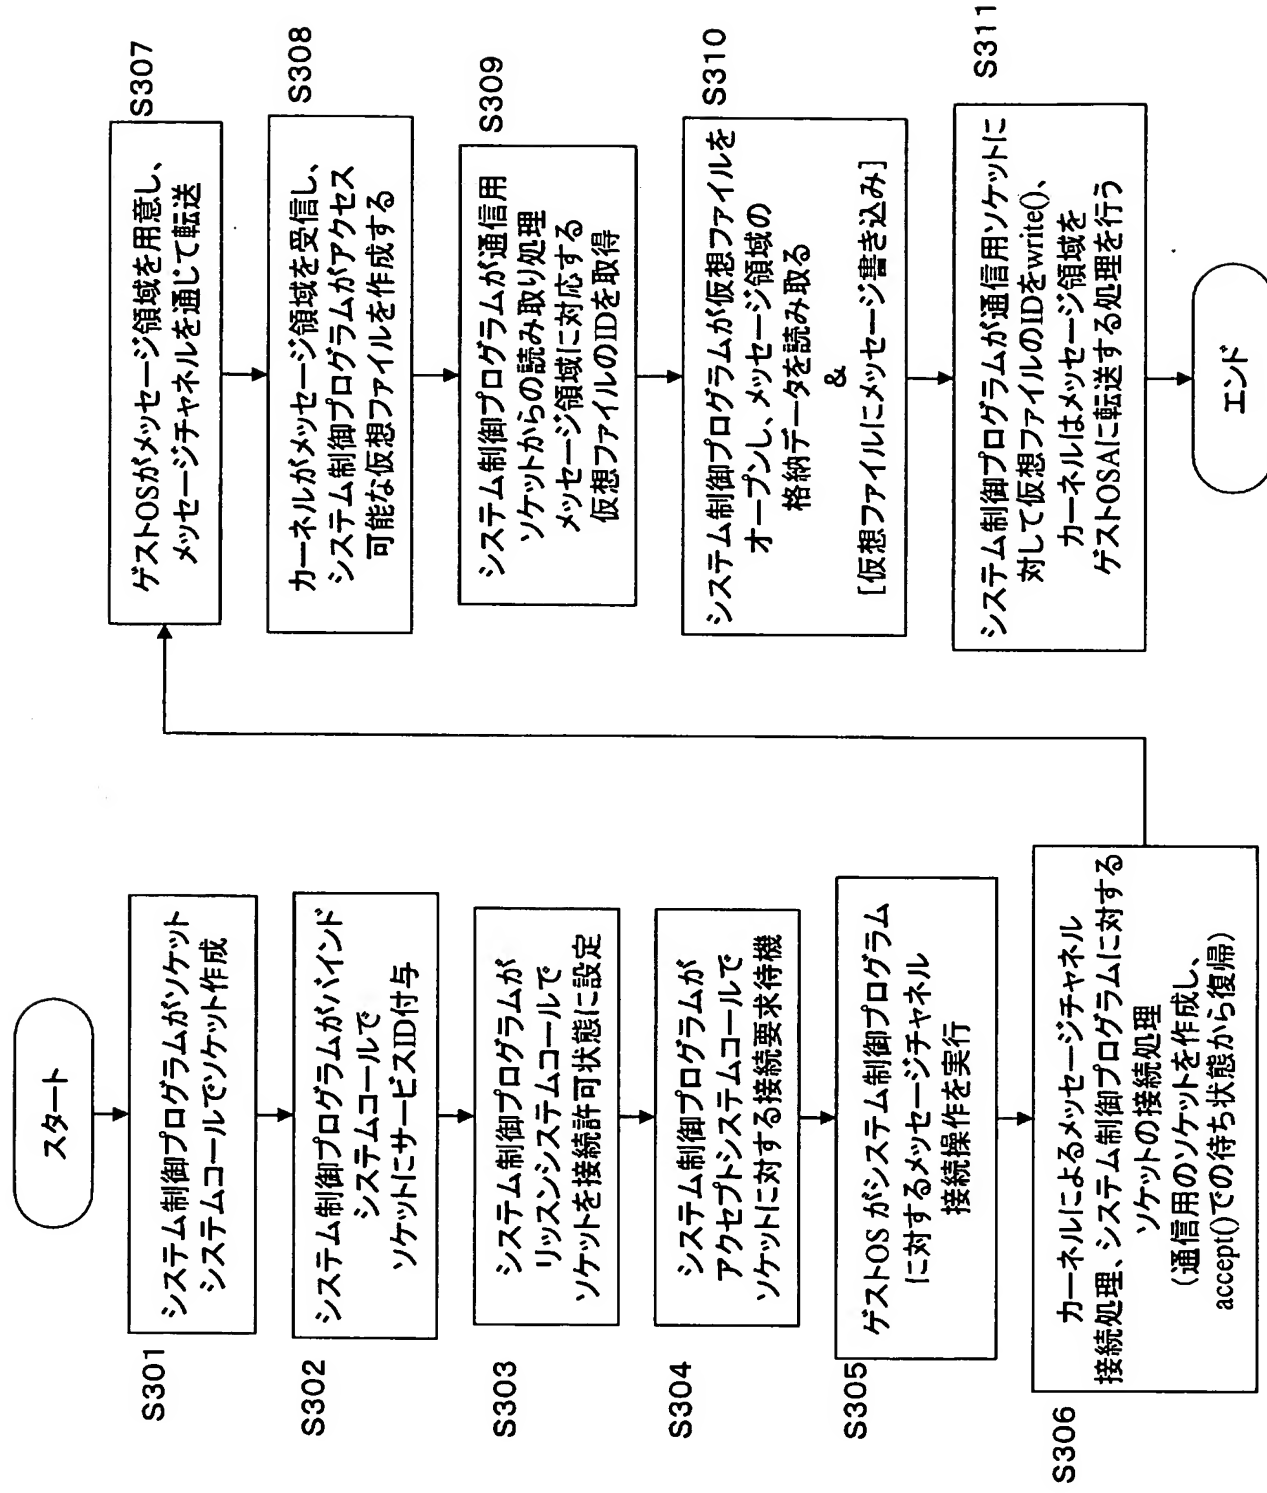 スタート
S301
システム制御プログラムがソケット
システムコールでソケット作成
S302
システム制御プログラムがバインド
システムコールで
ソケットにサービスID付与
S303
システム制御プログラムが
リッスンシステムコールで
ソケットを接続許可状態に設定
S304
システム制御プログラムが
アクセプトシステムコールで
ソケットに対する接続要求待機
S305
ゲストOS がシステム制御プログラム
に対するメッセージチャネル
接続操作を実行
S306
カーネルによるメッセージチャネル
接続処理、システム制御プログラムに対する
ソケットの接続処理
(通信用のソケットを作成し、
accept()での待ち状態から復帰)
S307
ゲストOSがメッセージ領域を用意し、
メッセージチャネルを通じて転送
S308
カーネルがメッセージ領域を受信し、
システム制御プログラムがアクセス
可能な仮想ファイルを作成する
S309
システム制御プログラムが通信用
ソケットからの読み取り処理
メッセージ領域に対応する
仮想ファイルのIDを取得
S310
システム制御プログラムが仮想ファイルを
オープンし、メッセージ領域の
格納データを読み取る
&
[仮想ファイルにメッセージ書き込み]
S311
システム制御プログラムが通信用ソケットに
対して仮想ファイルのIDをwrite()、
カーネルはメッセージ領域を
ゲストOSAに転送する処理を行う
エンド